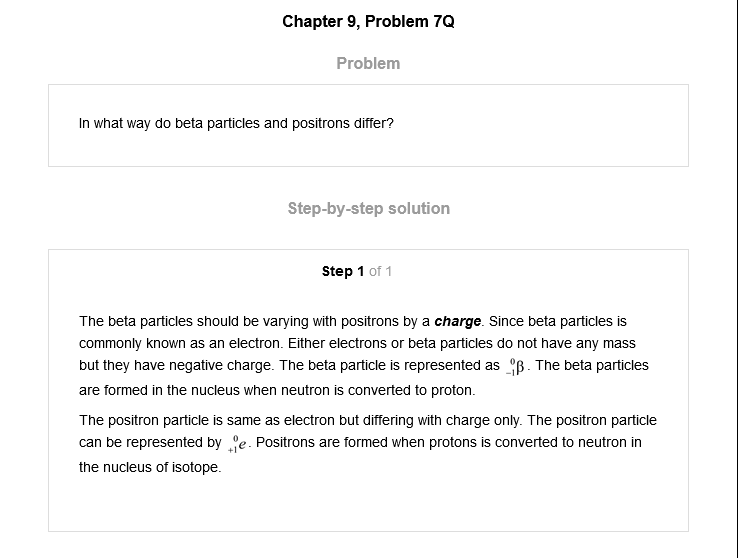 Chapter 9, Problem 7Q
Problem
In what way do beta particles and positrons differ?
Step-by-step solution
Step 1 of 1
The beta particles should be varying with positrons by a charge. Since beta particles is
commonly known as an electron. Either electrons or beta particles do not have any mass
but they have negative charge. The beta particle is represented as ⁰₋₁β. The beta particles
are formed in the nucleus when neutron is converted to proton.
The positron particle is same as electron but differing with charge only. The positron particle
can be represented by ⁰₊₁e. Positrons are formed when protons is converted to neutron in
the nucleus of isotope.